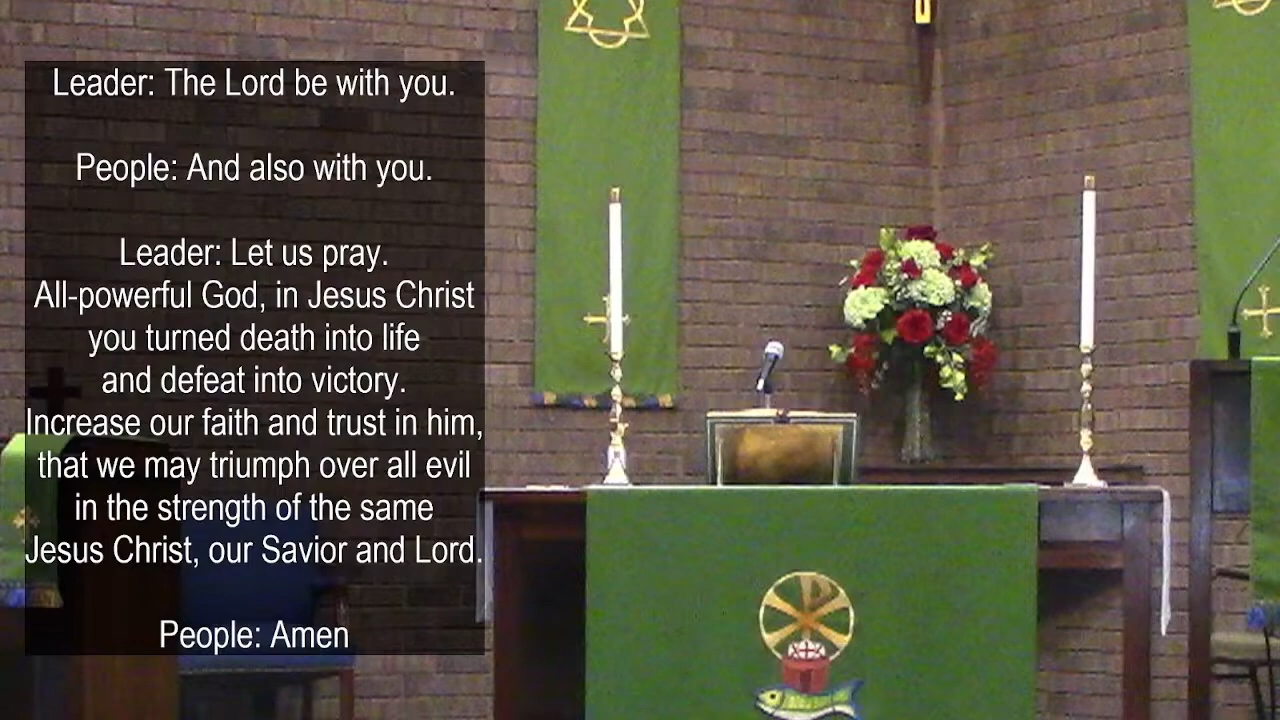 Leader: The Lord be with you.
People: And also with you.
Leader: Let us pray.
All-powerful God, in Jesus Christ
you turned death into life
and defeat into victory.
Increase our faith and trust in him,
that we may triumph over all evil
in the strength of the same
Jesus Christ, our Savior and Lord.
People: Amen